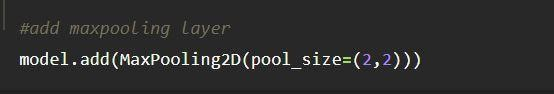 #add maxpooling layer
model.add(MaxPooling2D(pool_size=(2,2)))